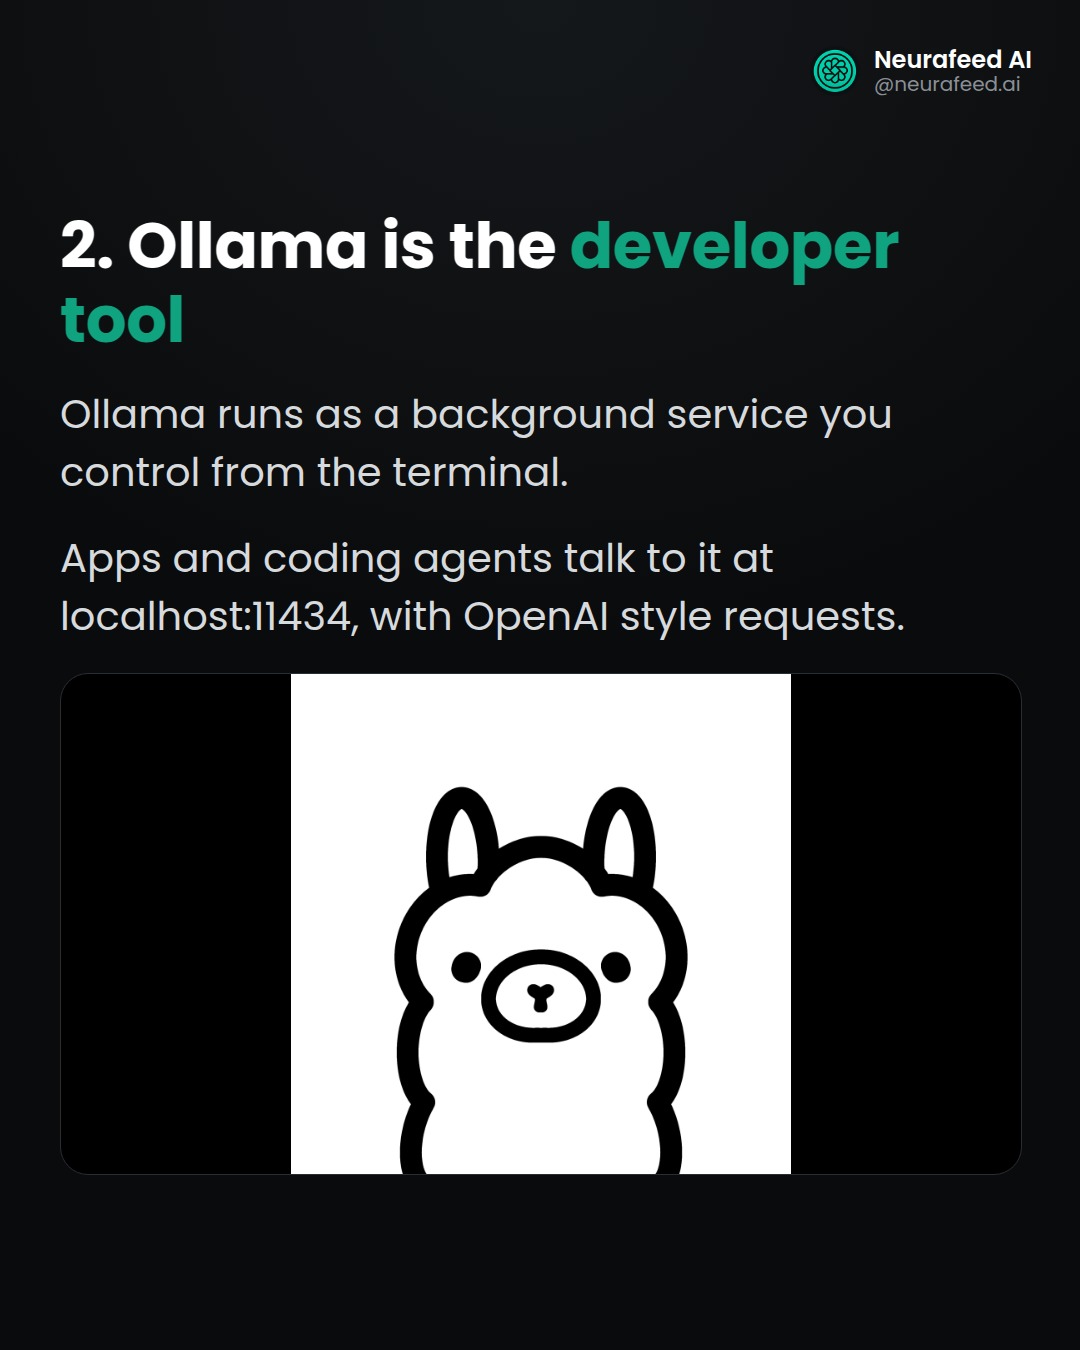 Neurafeed AI
@neurafeed.ai
2. Ollama is the developer
tool
Ollama runs as a background service you
control from the terminal.
Apps and coding agents talk to it at
localhost:11434, with OpenAI style requests.